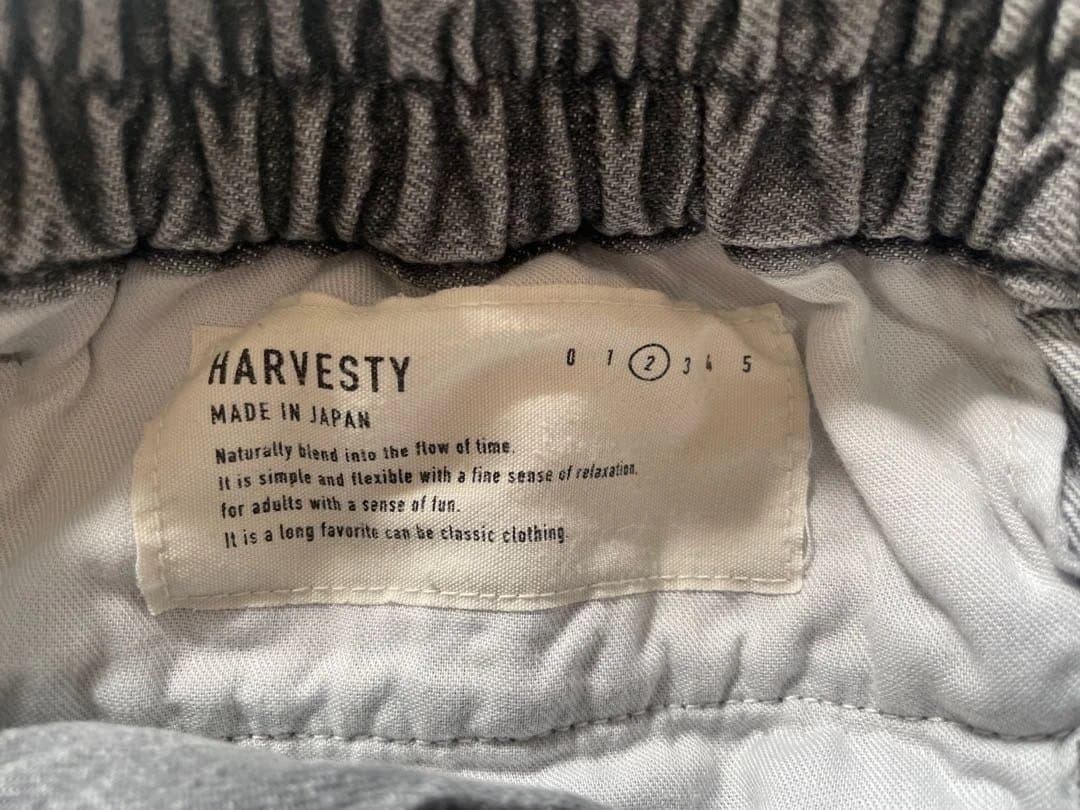 HARVESTY
0 1 2 3 4 5
MADE IN JAPAN
Naturally blend into the flow of time.
It is simple and flexible with a fine sense of relaxation.
for adults with a sense of fun.
It is a long favorite can be classic clothing.